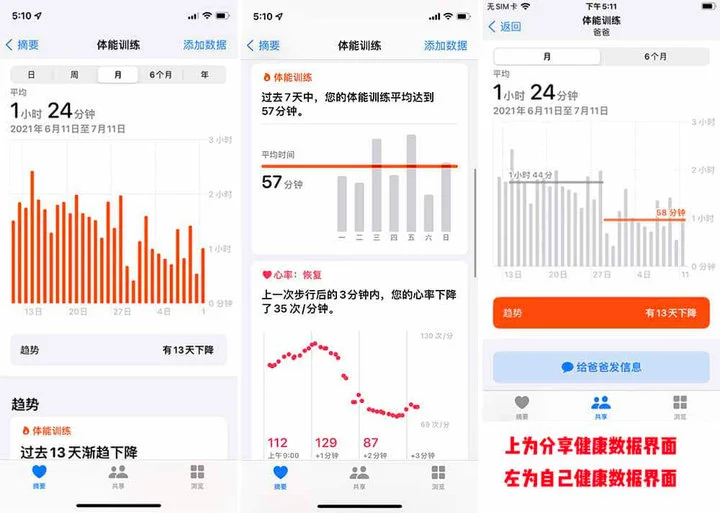 5:10
摘要
体能训练
添加数据
日
周
月
6个月
年
平均
1小时 24分钟
2021年6月11日至7月11日
3 小时
2 小时
1 小时
0 分钟
13日
20日
27日
4日
1
趋势
有13天下降
趋势
体能训练
过去13天渐趋下降
摘要
共享
浏览
5:10
摘要
体能训练
添加数据
体能训练
过去7天中，您的体能训练平均达到
57分钟。
平均时间
57 分钟
一
二
三
四
五
六
日
心率：恢复
上一次步行后的3分钟内，您的心率下降
了 35 次/分钟。
130 次/分
69 次/分
112
129
87
上午9:00
+1分钟
+2分钟
+3分钟
摘要
共享
浏览
无 SIM 卡
下午5:11
返回
体能训练
爸爸
月
6个月
平均
1小时 24分钟
2021年6月11日至7月11日
3 小时
1小时 44分
2 小时
58 分钟
1 小时
0 分钟
13日
20日
27日
4日
11
趋势
有13天下降
给爸爸发信息
摘要
共享
浏览
上为分享健康数据界面
左为自己健康数据界面